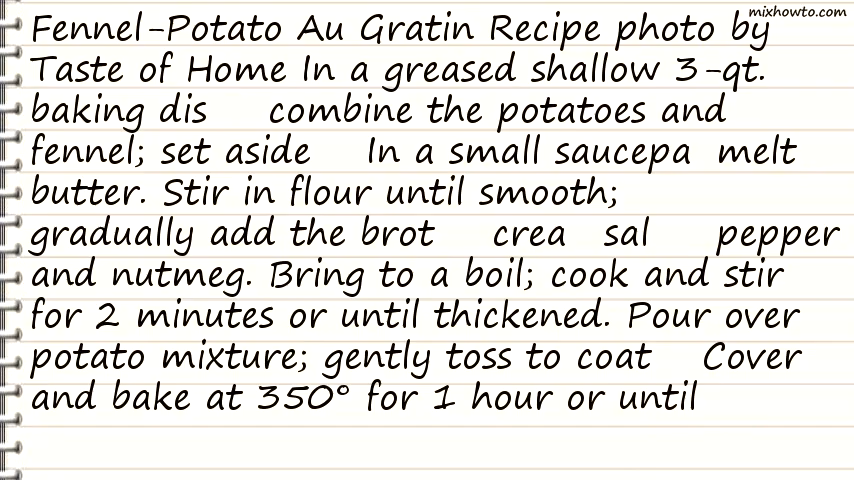 mixhowto.com
Fennel-Potato Au Gratin Recipe photo by
Taste of Home In a greased shallow 3-qt.
baking dis combine the potatoes and
fennel; set aside In a small saucepa melt
butter. Stir in flour until smooth;
gradually add the brot crea sal pepper
and nutmeg. Bring to a boil; cook and stir
for 2 minutes or until thickened. Pour over
potato mixture; gently toss to coat Cover
and bake at 350° for 1 hour or until